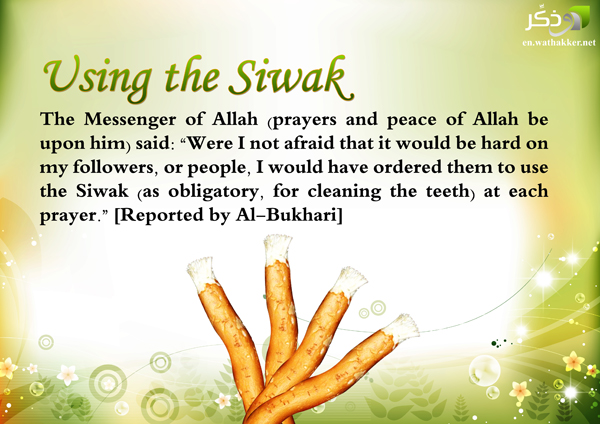 وذكّر
en.wathakker.net
Using the Siwak
The Messenger of Allah (prayers and peace of Allah be
upon him) said: “Were I not afraid that it would be hard on
my followers, or people, I would have ordered them to use
the Siwak (as obligatory, for cleaning the teeth) at each
prayer.” [Reported by Al-Bukhari]